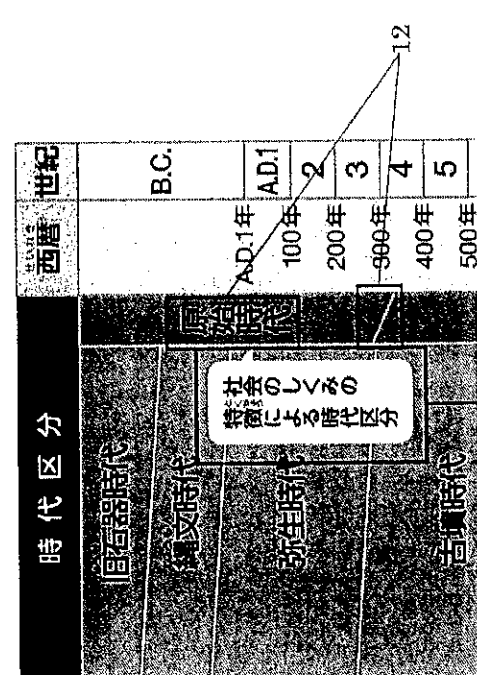 時代区分
西暦
せいれき
世紀
旧石器時代
縄文時代
弥生時代
古墳時代
原始時代
社会のしくみの
特徴による時代区分
とくちょう
B.C.
A.D.1年
100年
200年
300年
400年
500年
A.D.1
2
3
4
5
12